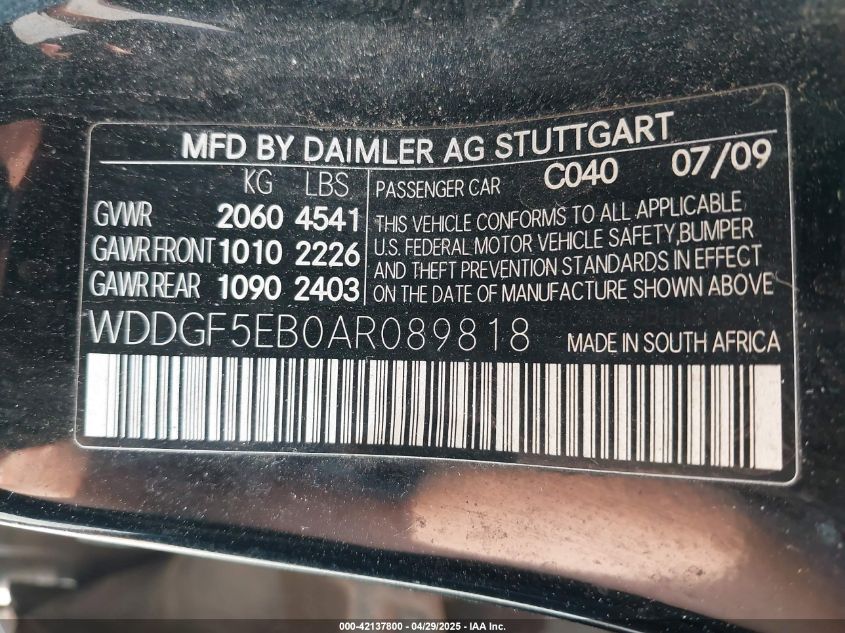 MFD BY DAIMLER AG STUTTGART
KG LBS
GVWR 2060 4541
GAWR FRONT 1010 2226
GAWR REAR 1090 2403
PASSENGER CAR C040 07/09
THIS VEHICLE CONFORMS TO ALL APPLICABLE
U.S. FEDERAL MOTOR VEHICLE SAFETY,BUMPER
AND THEFT PREVENTION STANDARDS IN EFFECT
ON THE DATE OF MANUFACTURE SHOWN ABOVE
WDDGF5EB0AR089818 MADE IN SOUTH AFRICA
000-42137800 - 04/29/2025 - IAA Inc.